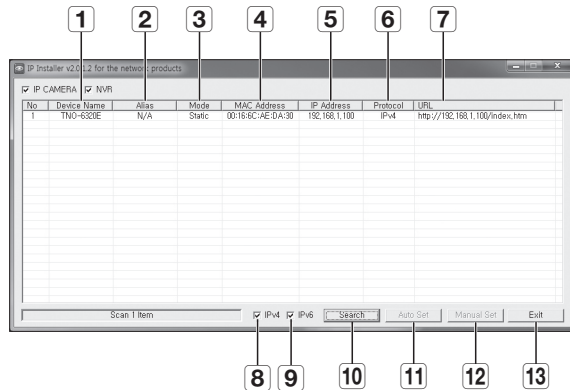 1 2 3 4 5 6 7
IP Installer v2.0.1.2 for the network products
IP CAMERA NVR
No Device Name Alias Mode MAC Address IP Address Protocol URL
1 TNO-6320E N/A Static 00:16:6C:AE:DA:30 192,168,1,100 IPv4 http://192,168,1,100/index,htm
Scan 1 Item IPv4 IPv6 Search Auto Set Manual Set Exit
8 9 10 11 12 13